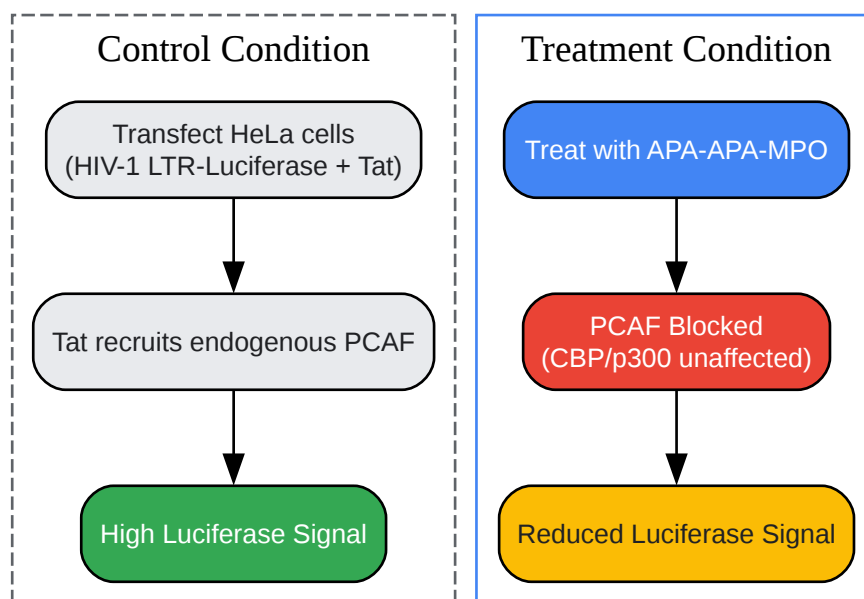 Control Condition
Transfect HeLa cells
(HIV-1 LTR-Luciferase + Tat)
Tat recruits endogenous PCAF
High Luciferase Signal
Treatment Condition
Treat with APA-APA-MPO
PCAF Blocked
(CBP/p300 unaffected)
Reduced Luciferase Signal